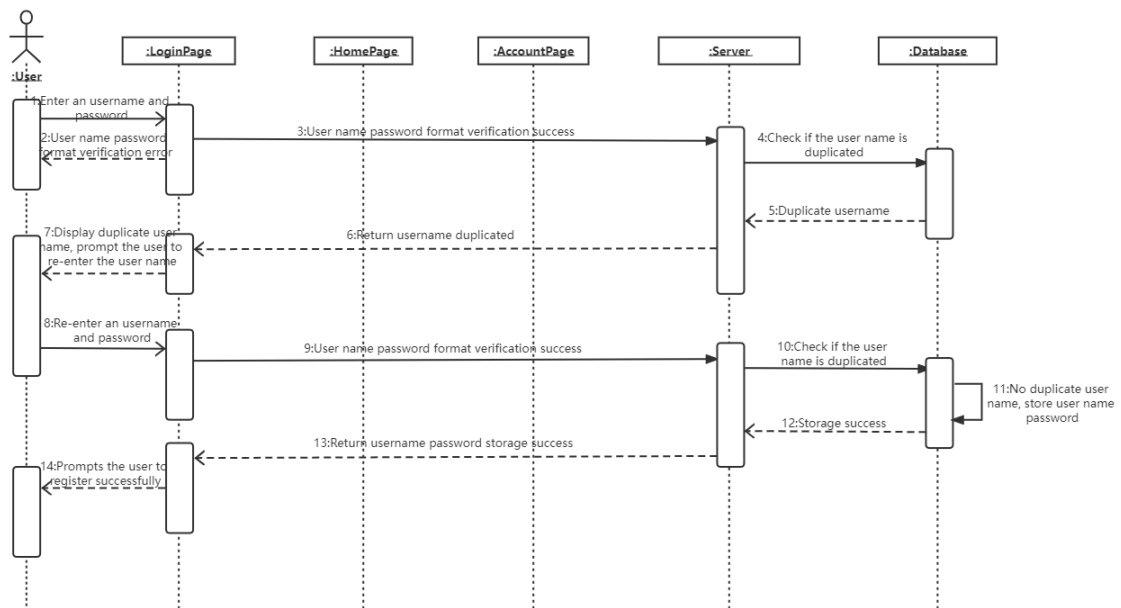 :User
:LoginPage
:HomePage
:AccountPage
:Server
:Database
1:Enter an username and
password
2:User name password
format verification error
3:User name password format verification success
4:Check if the user name is
duplicated
5:Duplicate username
6:Return username duplicated
7:Display duplicate user
name, prompt the user to
re-enter the user name
8:Re-enter an username
and password
9:User name password format verification success
10:Check if the user
name is duplicated
11:No duplicate user
name, store user name
password
12:Storage success
13:Return username password storage success
14:Prompts the user to
register successfully